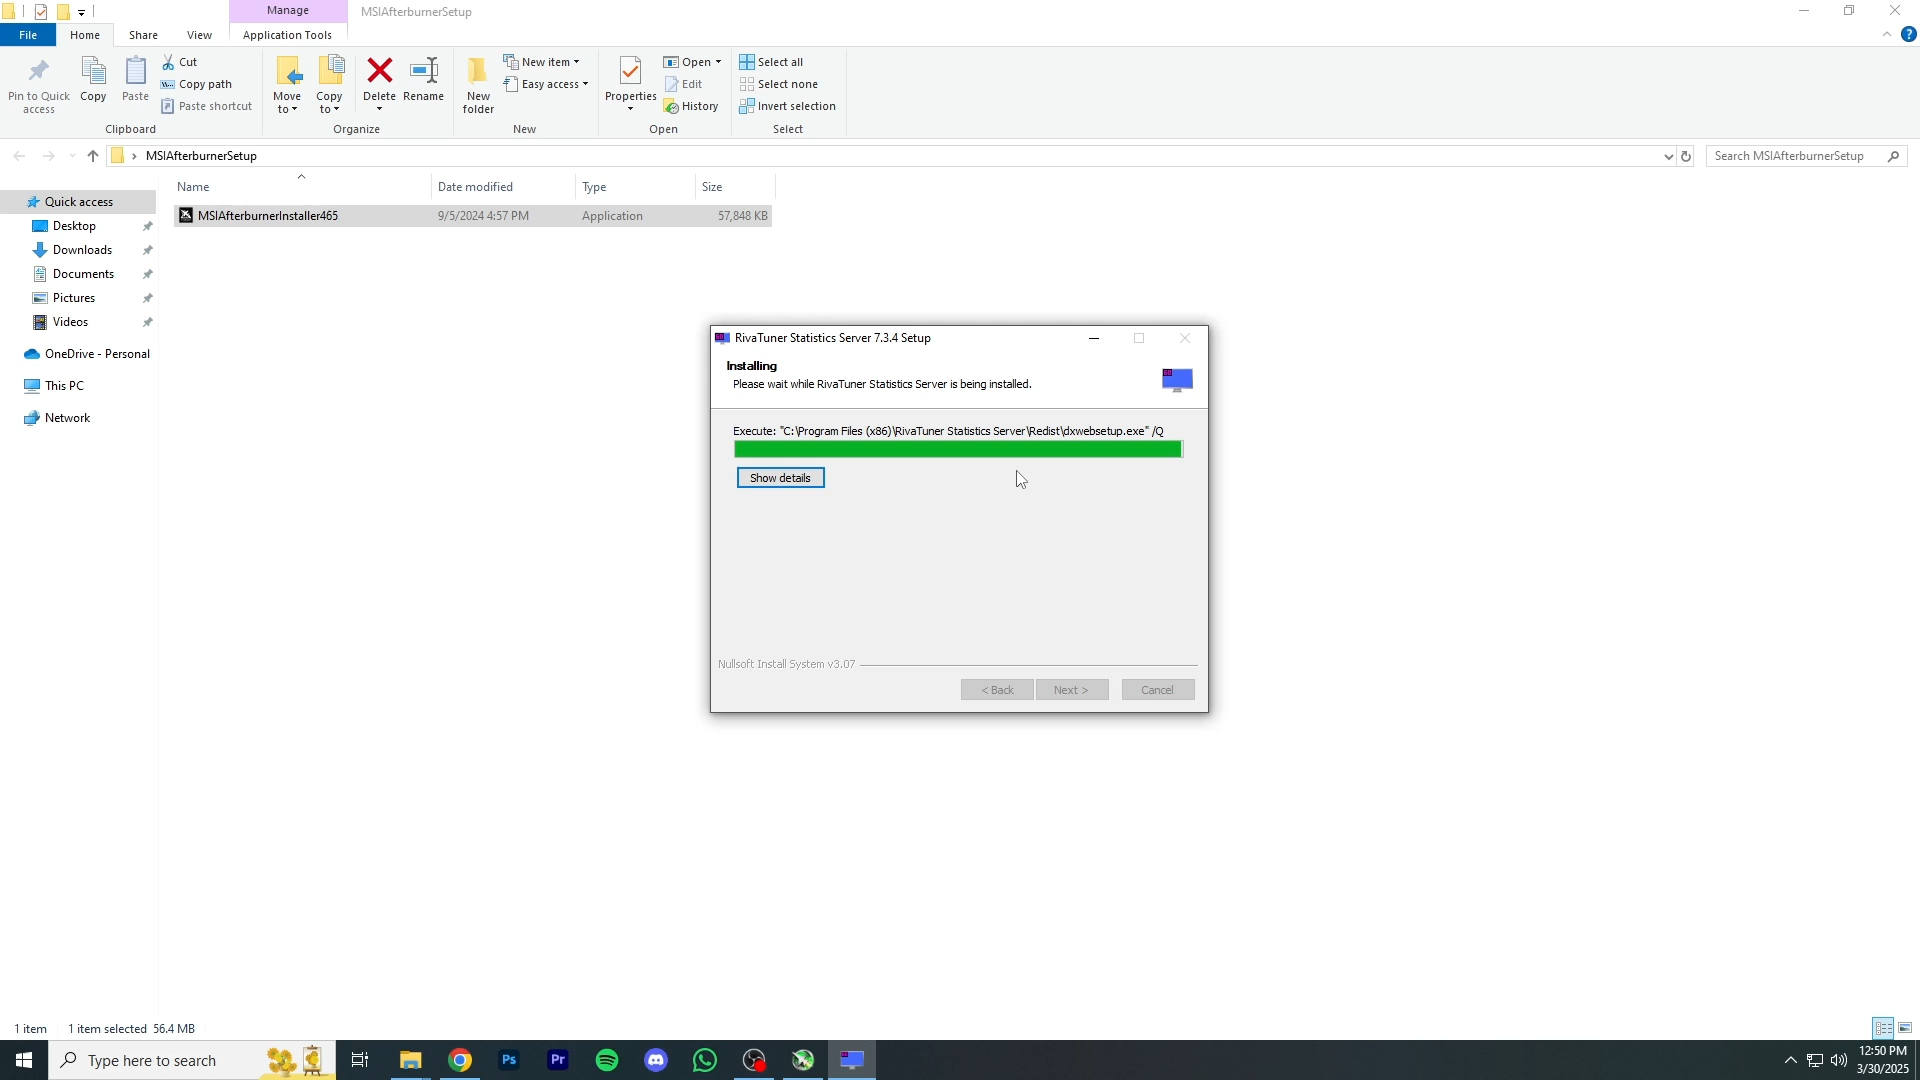 Manage
MSIAfterburnerSetup
File
Home
Share
View
Application Tools
Pin to Quick access
Copy
Paste
Cut
Copy path
Paste shortcut
Clipboard
Move to
Copy to
Delete
Rename
Organize
New folder
New item
Easy access
New
Properties
Open
Edit
History
Open
Select all
Select none
Invert selection
Select
MSIAfterburnerSetup
Search MSIAfterburnerSetup
Name
Date modified
Type
Size
MSIAfterburnerInstaller465
9/5/2024 4:57 PM
Application
57,848 KB
Quick access
Desktop
Downloads
Documents
Pictures
Videos
OneDrive - Personal
This PC
Network
RivaTuner Statistics Server 7.3.4 Setup
Installing
Please wait while RivaTuner Statistics Server is being installed.
Execute: "C:\Program Files (x86)\RivaTuner Statistics Server\Redist\dxwebsetup.exe" /Q
Show details
Nullsoft Install System v3.07
< Back
Next >
Cancel
1 item
1 item selected 56.4 MB
Type here to search
Ps
Pr
12:50 PM
3/30/2025